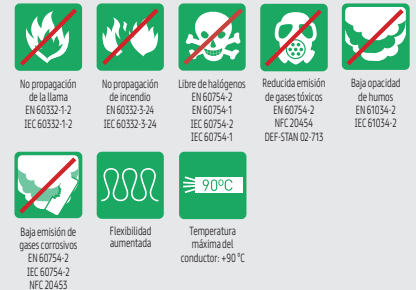 No propagación
de la llama
EN 60332-1-2
IEC 60332-1-2
No propagación
de incendio
EN 60332-3-24
IEC 60332-3-24
Libre de halógenos
EN 60754-2
EN 60754-1
IEC 60754-2
IEC 60754-1
Reducida emisión
de gases tóxicos
EN 60754-2
NFC 20454
DEF-STAN 02-713
Baja opacidad
de humos
EN 61034-2
IEC 61034-2
Baja emisión de
gases corrosivos
EN 60754-2
IEC 60754-2
NFC 20453
Flexibilidad
aumentada
90ºC
Temperatura
máxima del
conductor: +90 °C